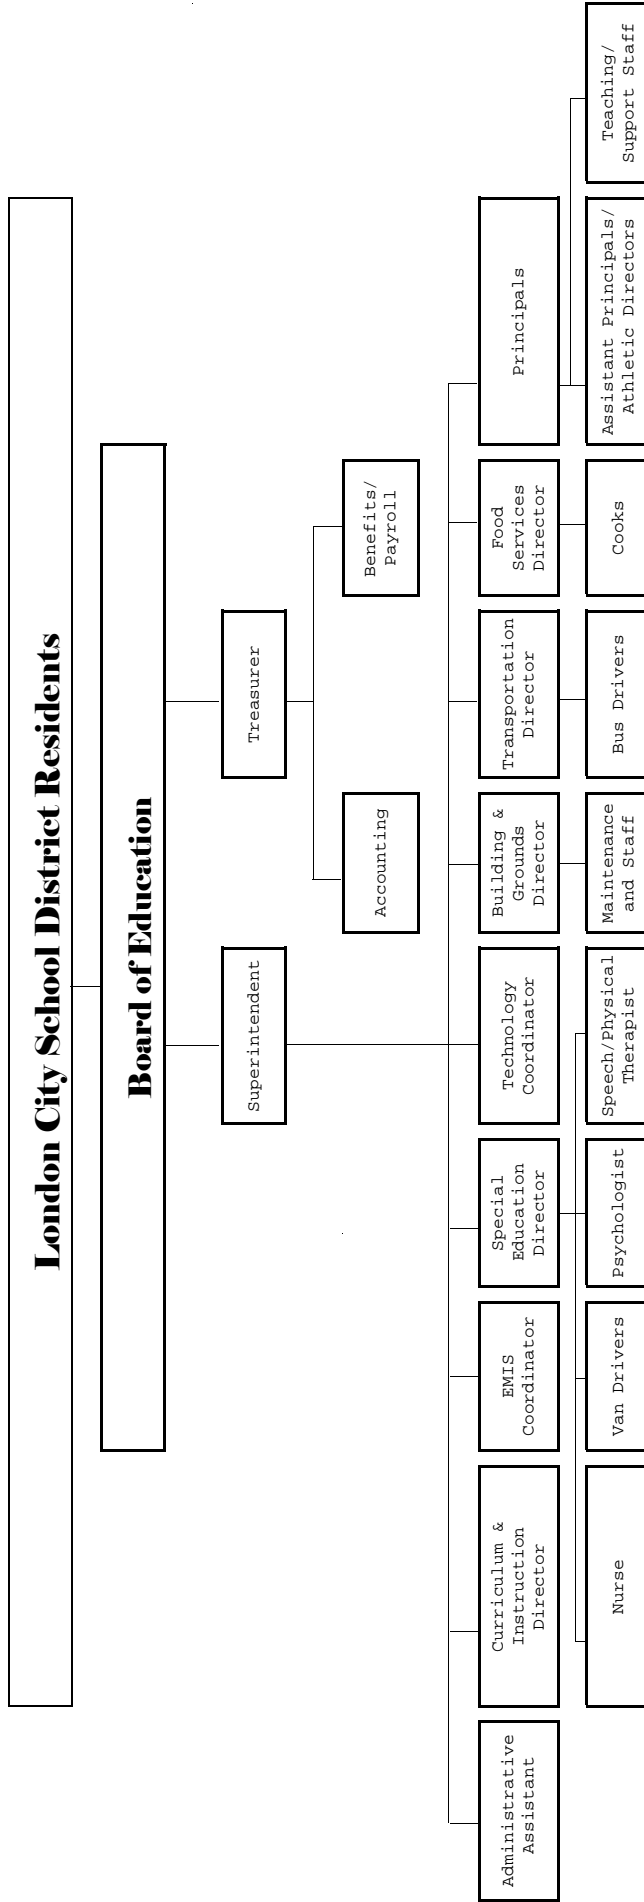 London City School District Residents
Board of Education
Superintendent
Treasurer
Accounting
Benefits/
Payroll
Administrative
Assistant
Curriculum &
Instruction
Director
EMIS
Coordinator
Special
Education
Director
Technology
Coordinator
Building &
Grounds
Director
Transportation
Director
Food
Services
Director
Principals
Nurse
Van Drivers
Psychologist
Speech/Physical
Therapist
Maintenance
and Staff
Bus Drivers
Cooks
Assistant Principals/
Athletic Directors
Teaching/
Support Staff